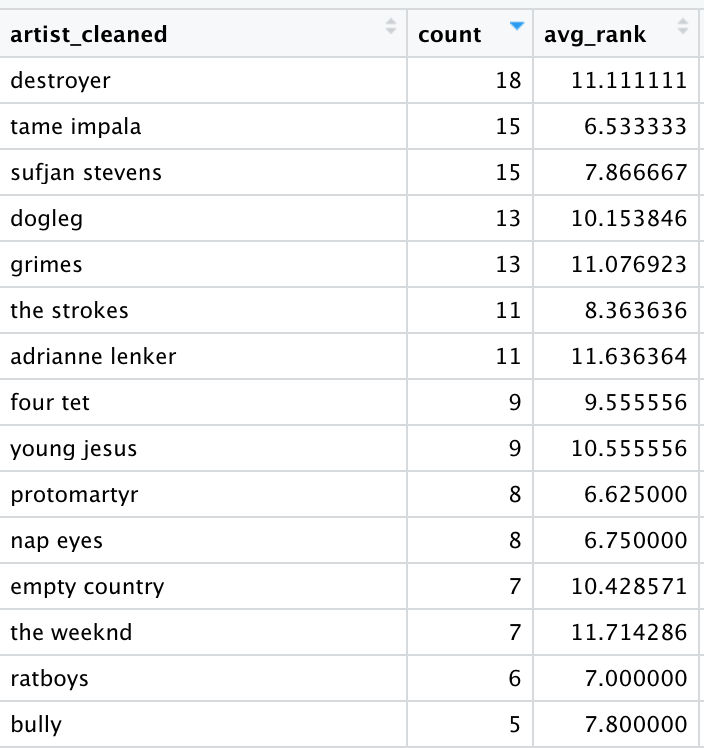 artist_cleaned count avg_rank
destroyer 18 11.111111
tame impala 15 6.533333
sufjan stevens 15 7.866667
dogleg 13 10.153846
grimes 13 11.076923
the strokes 11 8.363636
adrianne lenker 11 11.636364
four tet 9 9.555556
young jesus 9 10.555556
protomartyr 8 6.625000
nap eyes 8 6.750000
empty country 7 10.428571
the weeknd 7 11.714286
ratboys 6 7.000000
bully 5 7.800000